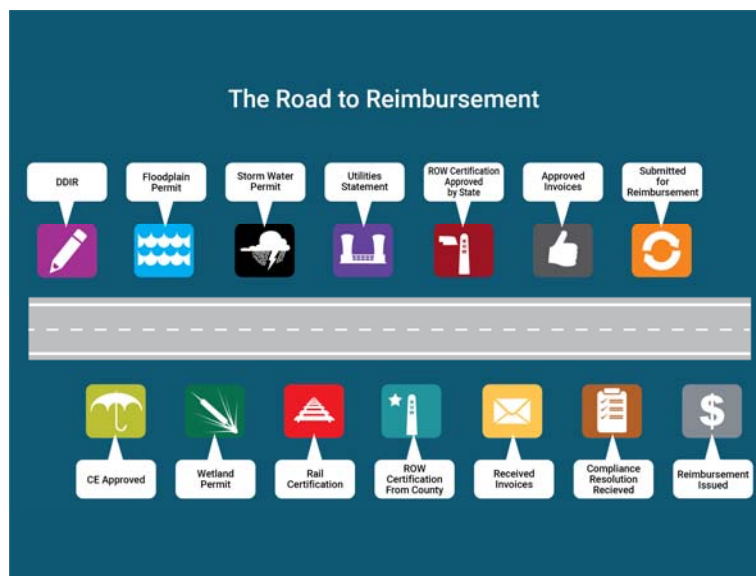 The Road to Reimbursement
DDIR
Floodplain
Permit
Storm Water
Permit
Utilities
Statement
ROW Certification
Approved
by State
Approved
Invoices
Submitted
for
Reimbursement
CE Approved
Wetland
Permit
Rail
Certification
ROW
Certification
From County
Received
Invoices
Compliance
Resolution
Recieved
Reimbursement
Issued
$